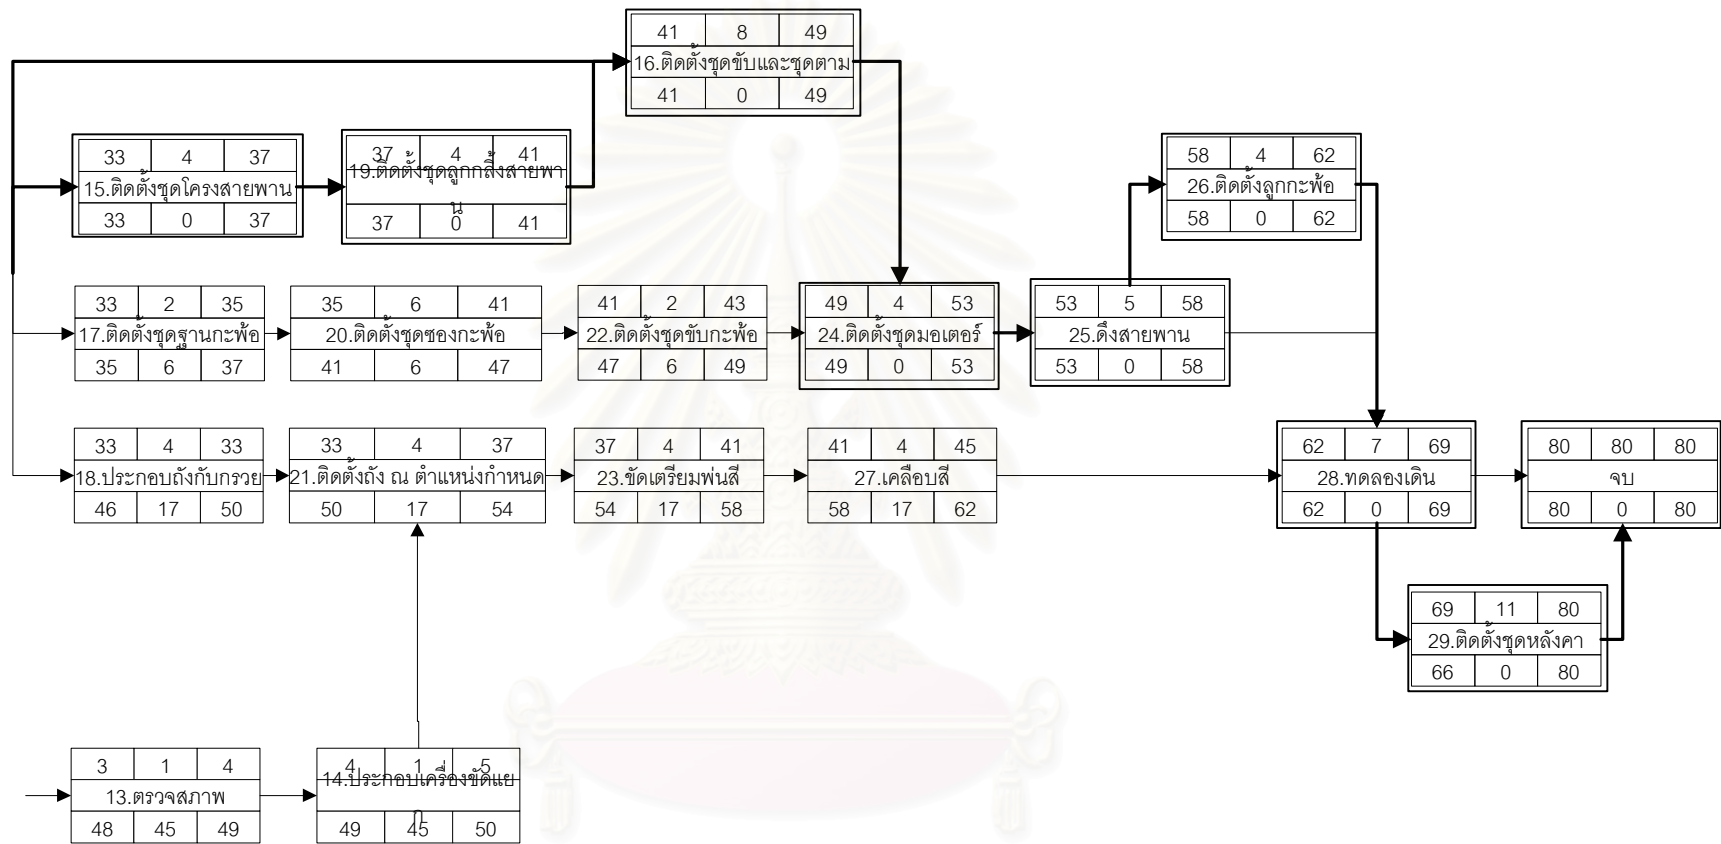 41 8 49
16.ติดตั้งชุดขับและชุดตาม
41 0 49
33 4 37
15.ติดตั้งชุดโครงสายพาน
33 0 37
37 4 41
19.ติดตั้งชุดลูกกลิ้งสายพา
น
37 0 41
58 4 62
26.ติดตั้งลูกกะพ้อ
58 0 62
33 2 35
17.ติดตั้งชุดฐานกะพ้อ
35 6 37
35 6 41
20.ติดตั้งชุดซองกะพ้อ
41 6 47
41 2 43
22.ติดตั้งชุดขับกะพ้อ
47 6 49
49 4 53
24.ติดตั้งชุดมอเตอร์
49 0 53
53 5 58
25.ดึงสายพาน
53 0 58
33 4 33
18.ประกอบถังกับกรวย
46 17 50
33 4 37
21.ติดตั้งถัง ณ ตำแหน่งกำหนด
50 17 54
37 4 41
23.ขัดเตรียมพ่นสี
54 17 58
41 4 45
27.เคลือบสี
58 17 62
62 7 69
28.ทดลองเดิน
62 0 69
80 80 80
จบ
80 0 80
69 11 80
29.ติดตั้งชุดหลังคา
66 0 80
3 1 4
13.ตรวจสภาพ
48 45 49
4 1 5
14.ประกอบเครื่องขัดแย
ก
49 45 50